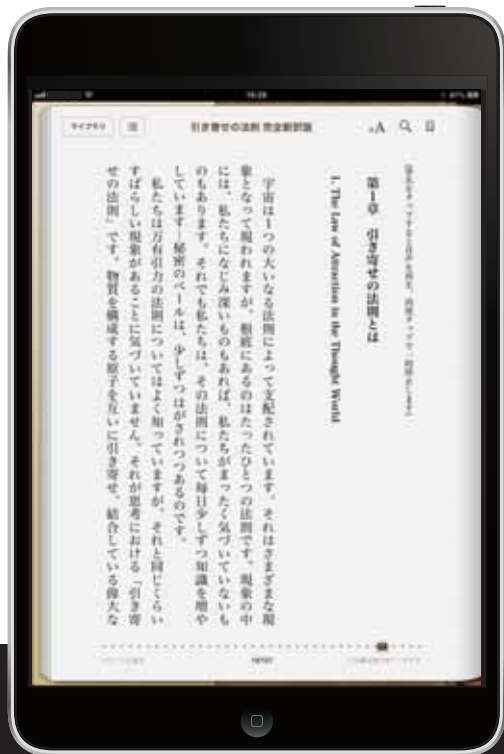 ライブラリ
引き寄せの法則 完全新訳版
AA
第1章 引き寄せの法則とは
1. The Law of Attraction in the Thought World
宇宙は1つの大いなる法則によって支配されています。それはさまざまな現
象となって現われますが、根底にあるのはたったひとつの法則です。現象の中
には、私たちになじみ深いものもあれば、私たちがまったく気づいていないも
のもあります。それでも私たちは、その法則について毎日少しずつ知識を増や
しています―秘密のベールは、少しずつはがされつつあるのです。
私たちは万有引力の法則についてはよく知っていますが、それと同じくらい
すばらしい現象があることに気づいていません。それが思考における「引き寄
せの法則」です。物質を構成する原子を互いに引き寄せ、結合している偉大な